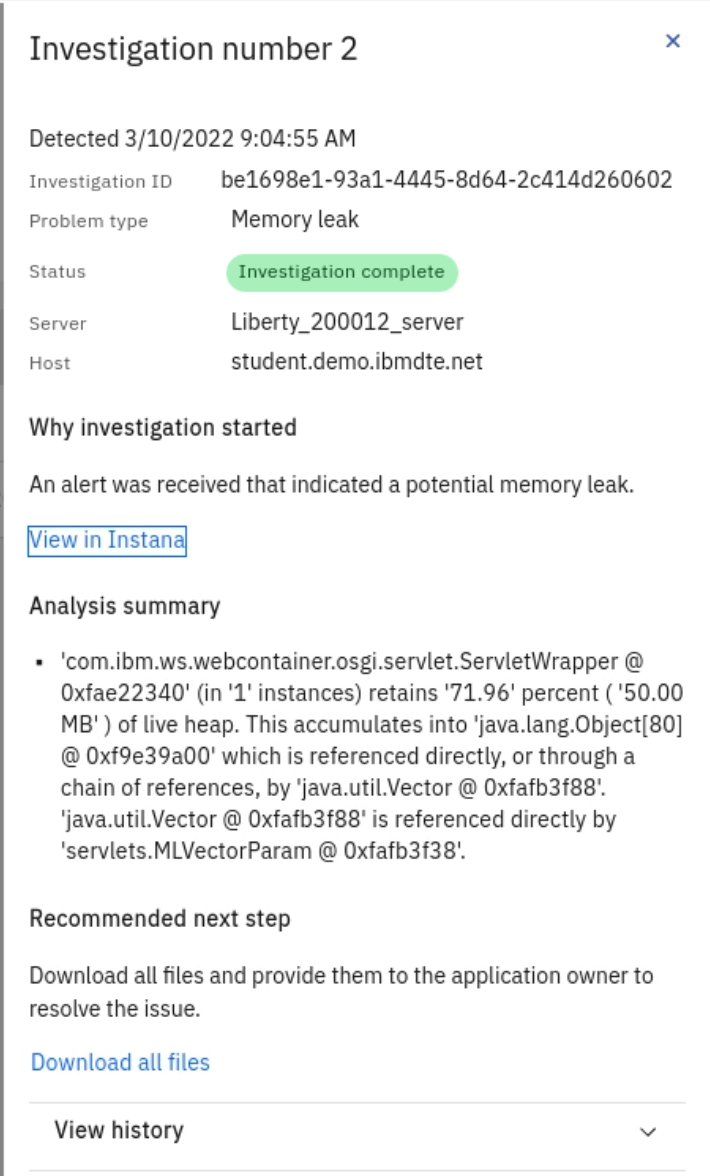 Investigation number 2
Detected 3/10/2022 9:04:55 AM
Investigation ID be1698e1-93a1-4445-8d64-2c414d260602
Problem type Memory leak
Status Investigation complete
Server Liberty_200012_server
Host student.demo.ibmdte.net
Why investigation started
An alert was received that indicated a potential memory leak.
View in Instana
Analysis summary
▪ 'com.ibm.ws.webcontainer.osgi.servlet.ServletWrapper @
0xfae22340' (in '1' instances) retains '71.96' percent ( '50.00
MB' ) of live heap. This accumulates into 'java.lang.Object[80]
@ 0xf9e39a00' which is referenced directly, or through a
chain of references, by 'java.util.Vector @ 0xfafb3f88'.
'java.util.Vector @ 0xfafb3f88' is referenced directly by
'servlets.MLVectorParam @ 0xfafb3f38'.
Recommended next step
Download all files and provide them to the application owner to
resolve the issue.
Download all files
View history